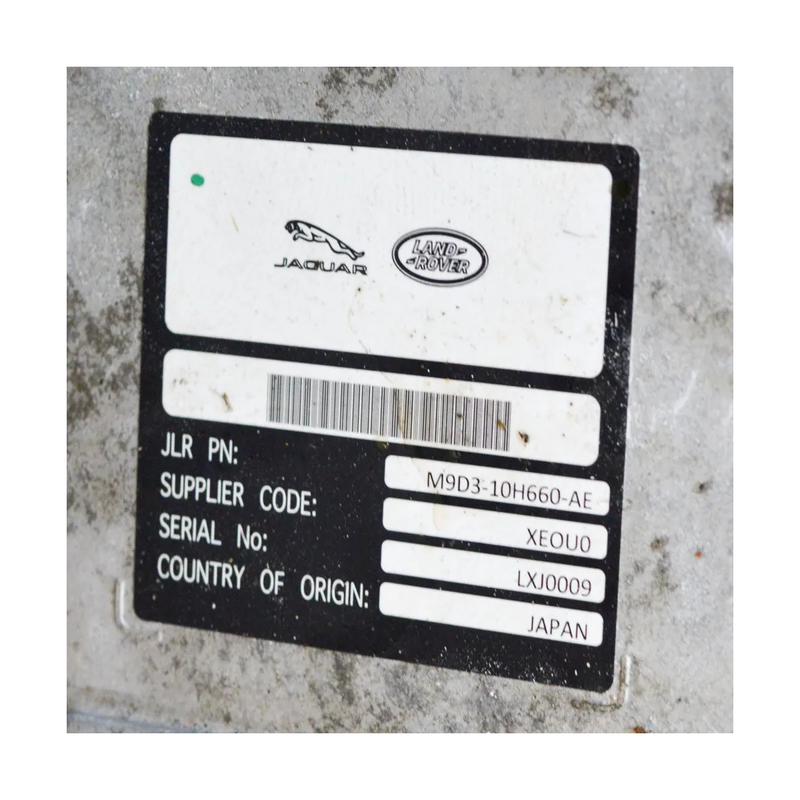 JAGUAR
LAND-
-ROVER
JLR PN: M9D3-10H660-AE
SUPPLIER CODE: XEOU0
SERIAL No: LXJ0009
COUNTRY OF ORIGIN: JAPAN